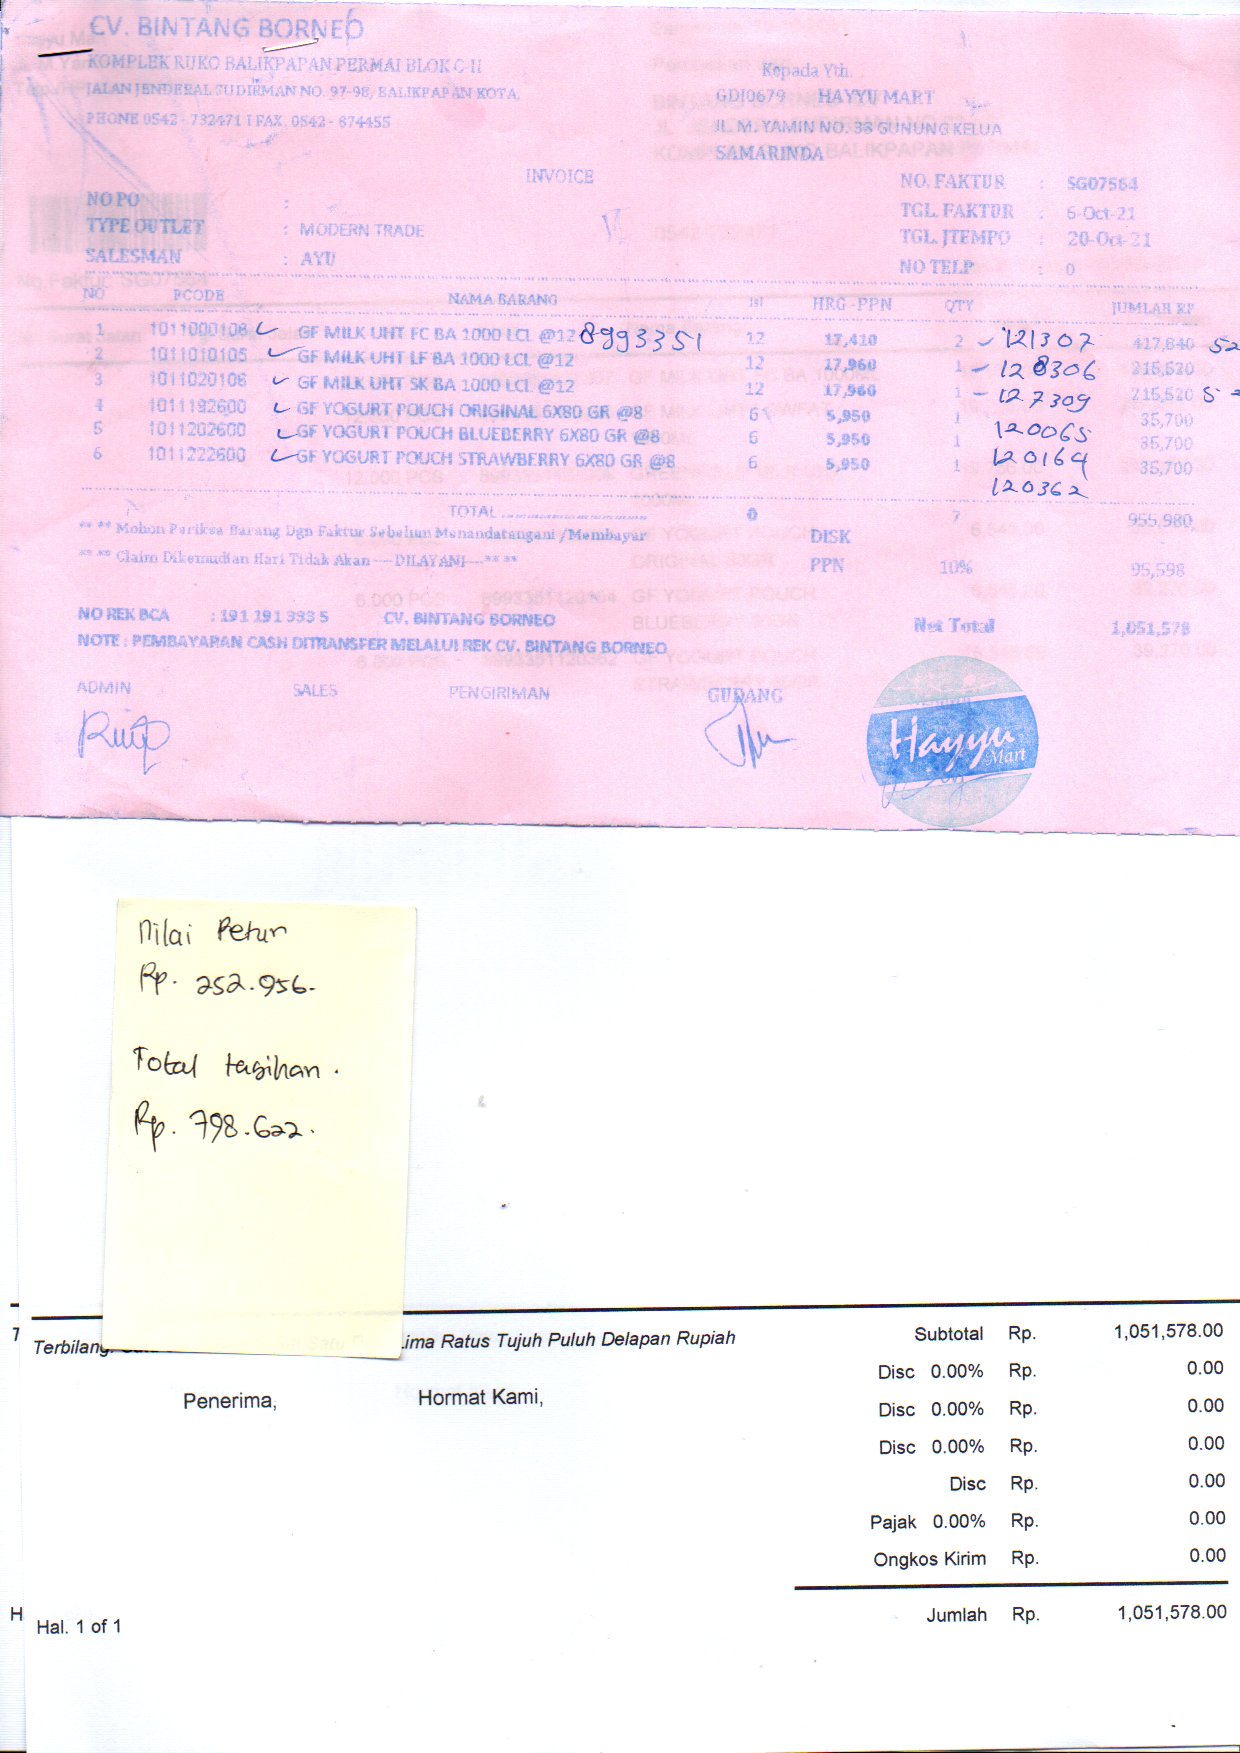 CV. BINTANG BORNEO
KOMPLEK RUKO BALIKPAPAN PERMAI BLOK C-11
JALAN JENDERAL SUDIRMAN NO. 97-98, BALIKPAPAN KOTA.
PHONE 0542 - 732471 | FAX. 0542 - 874455
Kepada Yth.
GDI0679 HAYYU MART
JL. M. YAMIN NO. 38 GUNUNG KELUA
SAMARINDA
INVOICE
NO PO :
TYPE OUTLET : MODERN TRADE
SALESMAN : AYU
NO. FAKTUR : SG07564
TGL. FAKTUR : 6-Oct-21
TGL. JTEMPO : 20-Oct-21
NO TELP : 0
NO PCODE NAMA BARANG ISI HRG -PPN QTY JUMLAH RP
1 1011000106 GF MILK UHT FC BA 1000 LCL @12 8993351 12 17,410 2 121307 417,840 52
2 1011010105 GF MILK UHT LF BA 1000 LCL @12 12 17,960 1 128306 215,520
3 1011020106 GF MILK UHT SK BA 1000 LCL @12 12 17,960 1 127309 215,520
4 1011192600 GF YOGURT POUCH ORIGINAL 6X80 GR @8 6 5,950 1 120065 35,700
5 1011202600 GF YOGURT POUCH BLUEBERRY 6X80 GR @8 6 5,950 1 120164 35,700
6 1011222600 GF YOGURT POUCH STRAWBERRY 6X80 GR @8 6 5,950 1 120362 35,700
TOTAL 0 7 955,980
** ** Mohon Periksa Barang Dgn Faktur Sebelum Menandatangani /Membayar
DISK
** ** Claim Dikemudian Hari Tidak Akan ----DILAYANI---** **
PPN 10% 95,598
NO REK BCA : 191 191 393 5 CV. BINTANG BORNEO
Net Total 1,051,578
NOTE : PEMBAYARAN CASH DITRANSFER MELALUI REK CV. BINTANG BORNEO
ADMIN SALES PENGIRIMAN GUDANG
Hayyu
Mart
Nilai Retur
Rp. 252.956.
Total tagihan.
Rp. 798.622.
Terbilang: Lima Ratus Tujuh Puluh Delapan Rupiah
Penerima, Hormat Kami,
Subtotal Rp. 1,051,578.00
Disc 0.00% Rp. 0.00
Disc 0.00% Rp. 0.00
Disc 0.00% Rp. 0.00
Disc Rp. 0.00
Pajak 0.00% Rp. 0.00
Ongkos Kirim Rp. 0.00
Jumlah Rp. 1,051,578.00
H
Hal. 1 of 1